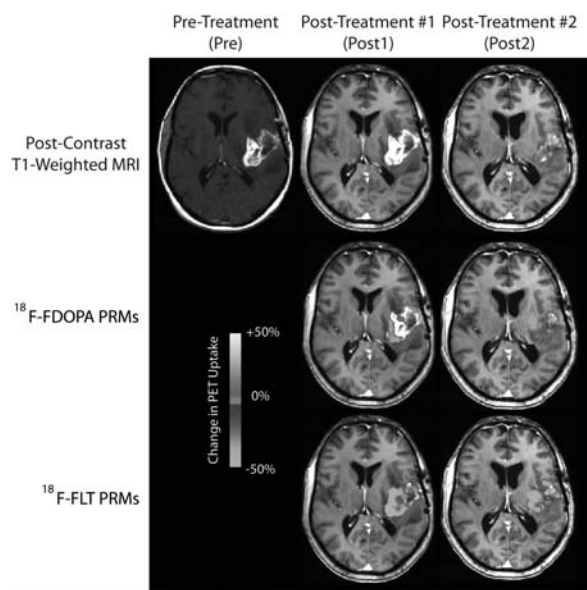 Pre-Treatment
(Pre)
Post-Treatment #1
(Post1)
Post-Treatment #2
(Post2)
Post-Contrast
T1-Weighted MRI
18F-FDOPA PRMs
Change in PET Uptake
+50%
0%
-50%
18F-FLT PRMs